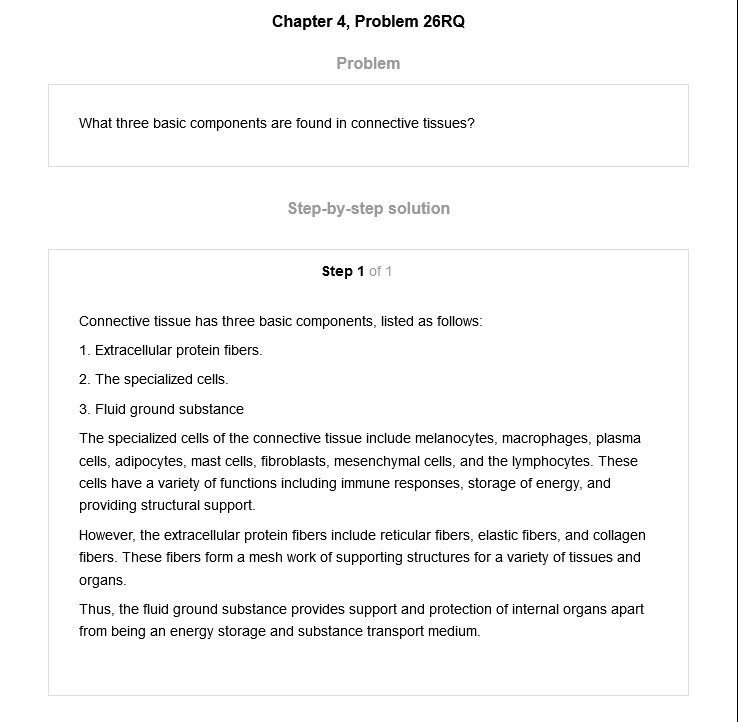 Chapter 4, Problem 26RQ
Problem
What three basic components are found in connective tissues?
Step-by-step solution
Step 1 of 1
Connective tissue has three basic components, listed as follows:
1. Extracellular protein fibers.
2. The specialized cells.
3. Fluid ground substance
The specialized cells of the connective tissue include melanocytes, macrophages, plasma
cells, adipocytes, mast cells, fibroblasts, mesenchymal cells, and the lymphocytes. These
cells have a variety of functions including immune responses, storage of energy, and
providing structural support.
However, the extracellular protein fibers include reticular fibers, elastic fibers, and collagen
fibers. These fibers form a mesh work of supporting structures for a variety of tissues and
organs.
Thus, the fluid ground substance provides support and protection of internal organs apart
from being an energy storage and substance transport medium.